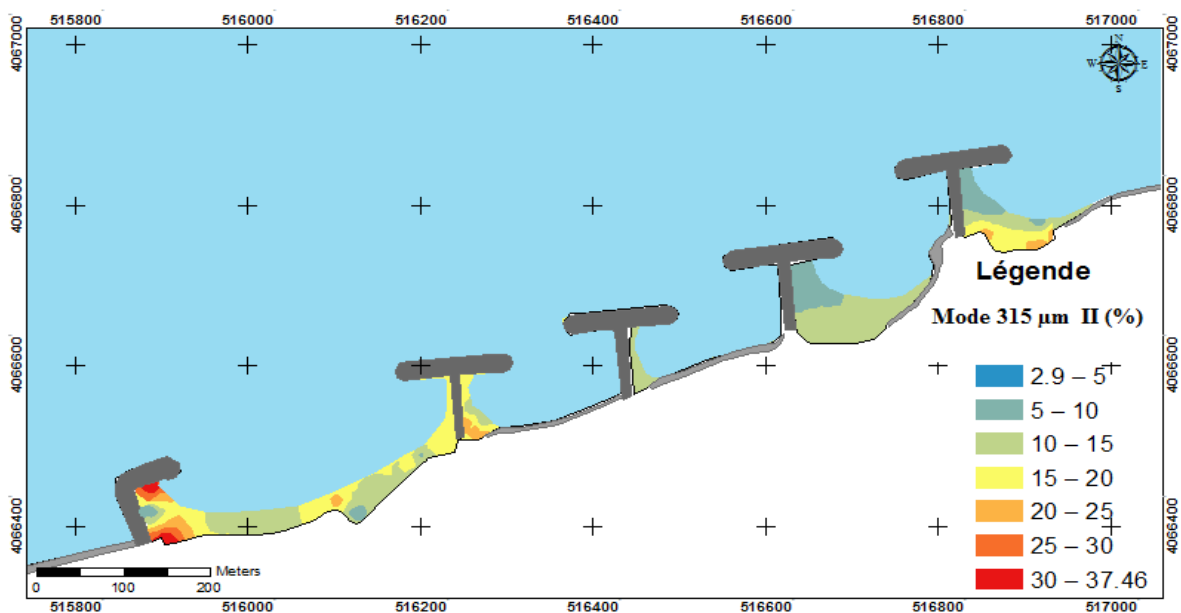 515800 516000 516200 516400 516600 516800 517000
4067000 4067000
N
W E
S
4066800 4066800
Légende
Mode 315 µm II (%)
4066600 4066600
2.9 – 5
5 – 10
10 – 15
15 – 20
20 – 25
25 – 30
30 – 37.46
4066400 4066400
Meters
0 100 200
515800 516000 516200 516400 516600 516800 517000